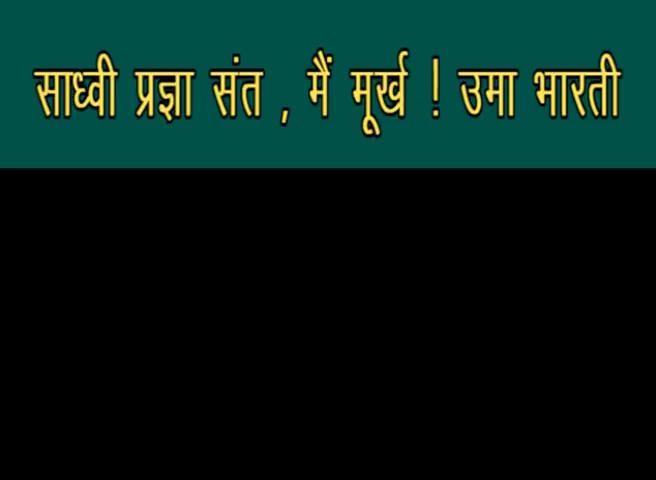 साध्वी प्रज्ञा संत , मैं मूर्ख ! उमा भारती